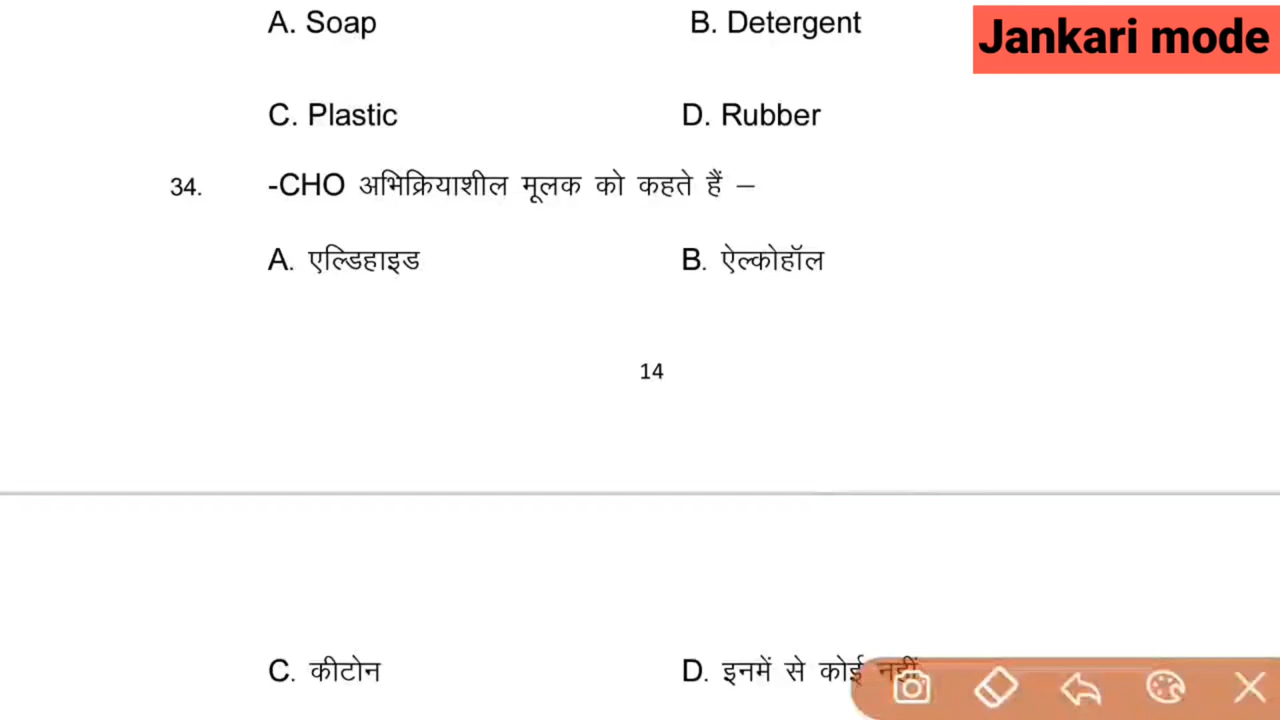 A. Soap B. Detergent
Jankari mode
C. Plastic D. Rubber
34. -CHO अभिक्रियाशील मूलक को कहते हैं –
A. एल्डिहाइड B. ऐल्कोहॉल
14
C. कीटोन D. इनमें से कोई नहीं